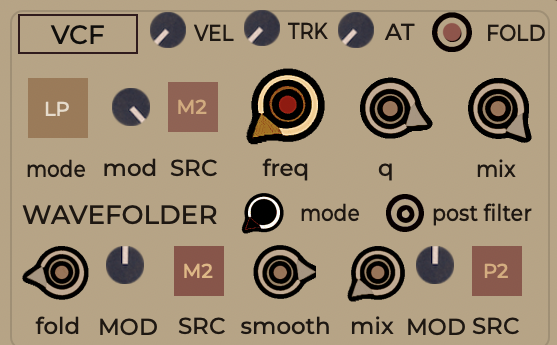 VCF VEL TRK AT FOLD
LP M2
mode mod SRC freq q mix
WAVEFOLDER mode post filter
M2 P2
fold MOD SRC smooth mix MOD SRC